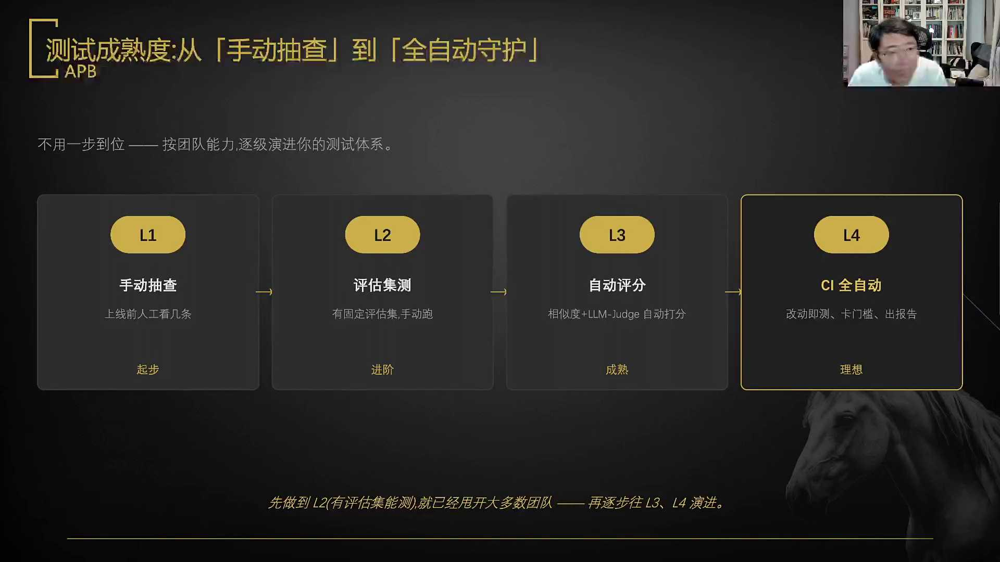 测试成熟度:从「手动抽查」到「全自动守护」
APB
不用一步到位 —— 按团队能力,逐级演进你的测试体系。
L1
手动抽查
上线前人工看几条
起步
L2
评估集测
有固定评估集,手动跑
进阶
L3
自动评分
相似度+LLM-Judge 自动打分
成熟
L4
CI 全自动
改动即测、卡门槛、出报告
理想
先做到 L2(有评估集能测),就已经甩开大多数团队 —— 再逐步往 L3、L4 演进。